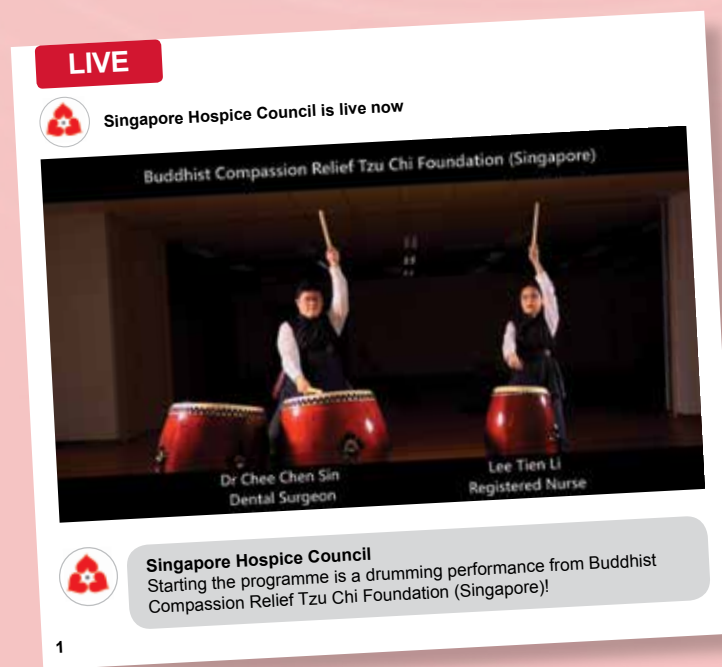 LIVE
Singapore Hospice Council is live now
Buddhist Compassion Relief Tzu Chi Foundation (Singapore)
Dr Chee Chen Sin
Dental Surgeon
Lee Tien Li
Registered Nurse
Singapore Hospice Council
Starting the programme is a drumming performance from Buddhist
Compassion Relief Tzu Chi Foundation (Singapore)!
1